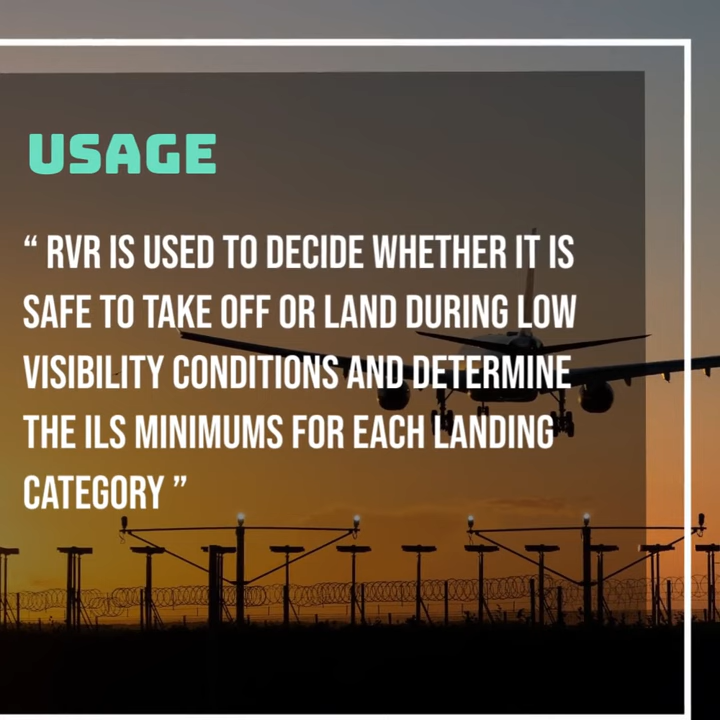 USAGE
“ RVR IS USED TO DECIDE WHETHER IT IS
SAFE TO TAKE OFF OR LAND DURING LOW
VISIBILITY CONDITIONS AND DETERMINE
THE ILS MINIMUMS FOR EACH LANDING
CATEGORY ”